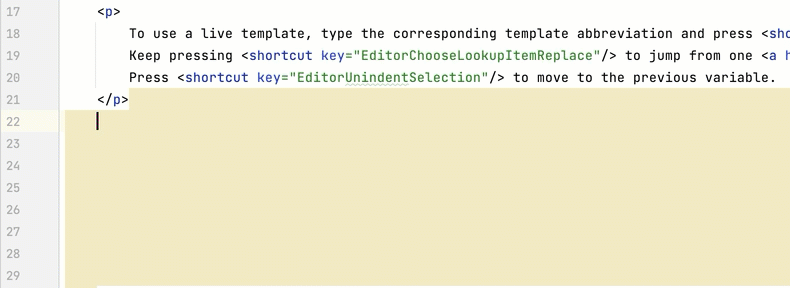 17 <p>
18 To use a live template, type the corresponding template abbreviation and press <sho
19 Keep pressing <shortcut key="EditorChooseLookupItemReplace"/> to jump from one <a h
20 Press <shortcut key="EditorUnindentSelection"/> to move to the previous variable.
21 </p>
22
23
24
25
26
27
28
29